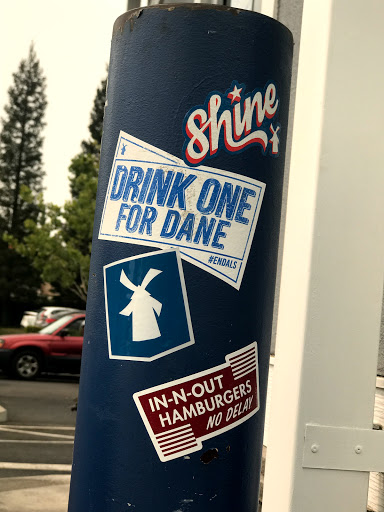 shine
DRINK ONE
FOR DANE
#ENDALS
IN-N-OUT
HAMBURGERS
NO DELAY